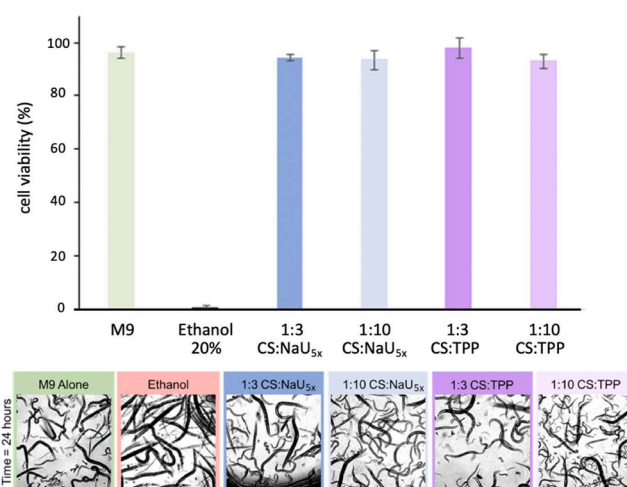 cell viability (%)
100
80
60
40
20
0
M9
Ethanol
20%
1:3
CS:NaU5x
1:10
CS:NaU5x
1:3
CS:TPP
1:10
CS:TPP
Time = 24 hours
M9 Alone
Ethanol
1:3 CS:NaU5x
1:10 CS:NaU5x
1:3 CS:TPP
1:10 CS:TPP